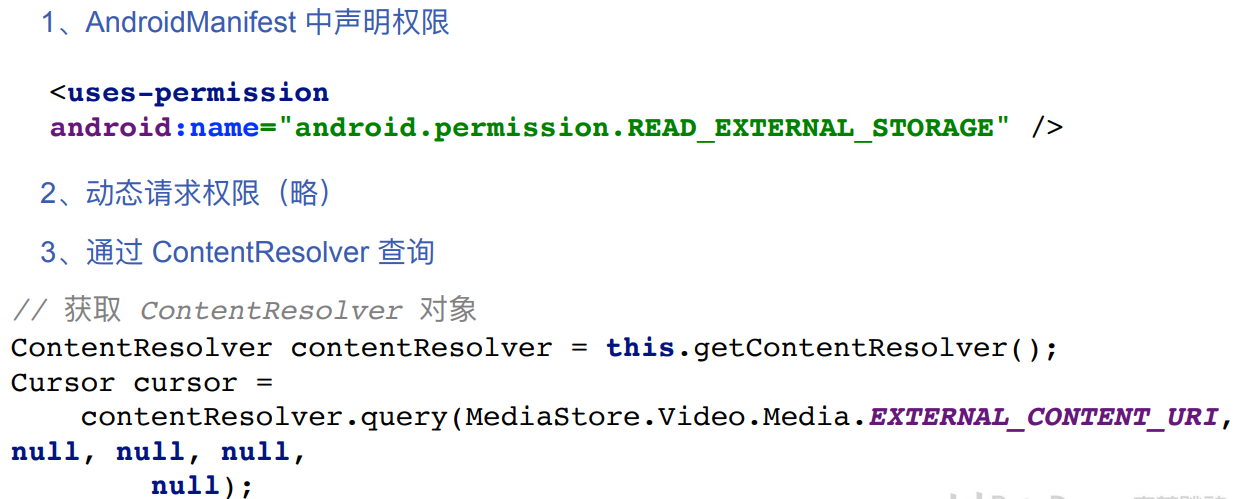 1、AndroidManifest 中声明权限
<uses-permission
android:name="android.permission.READ_EXTERNAL_STORAGE" />
2、动态请求权限（略）
3、通过 ContentResolver 查询
// 获取 ContentResolver 对象
ContentResolver contentResolver = this.getContentResolver();
Cursor cursor =
    contentResolver.query(MediaStore.Video.Media.EXTERNAL_CONTENT_URI,
null, null, null,
        null);